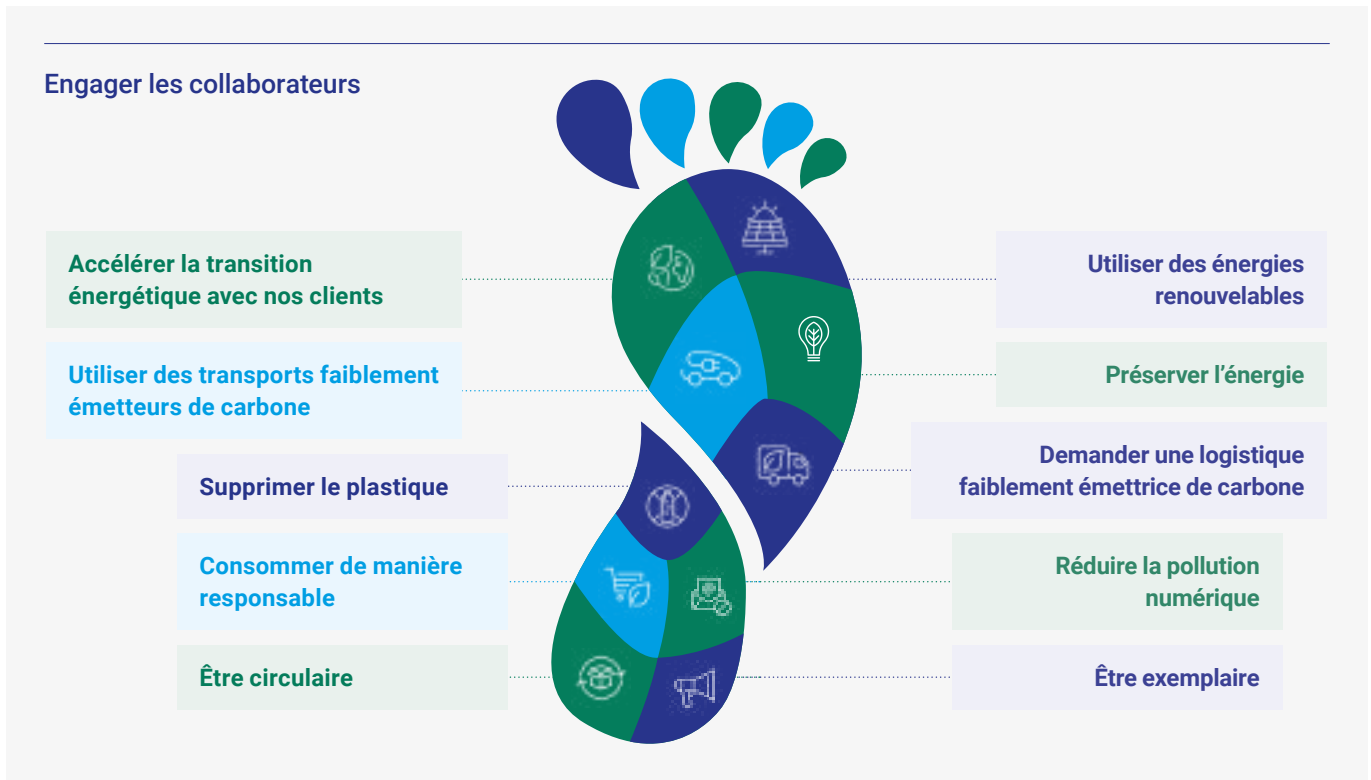 Engager les collaborateurs
Accélérer la transition
énergétique avec nos clients
Utiliser des transports faiblement
émetteurs de carbone
Supprimer le plastique
Consommer de manière
responsable
Être circulaire
Utiliser des énergies
renouvelables
Préserver l’énergie
Demander une logistique
faiblement émettrice de carbone
Réduire la pollution
numérique
Être exemplaire